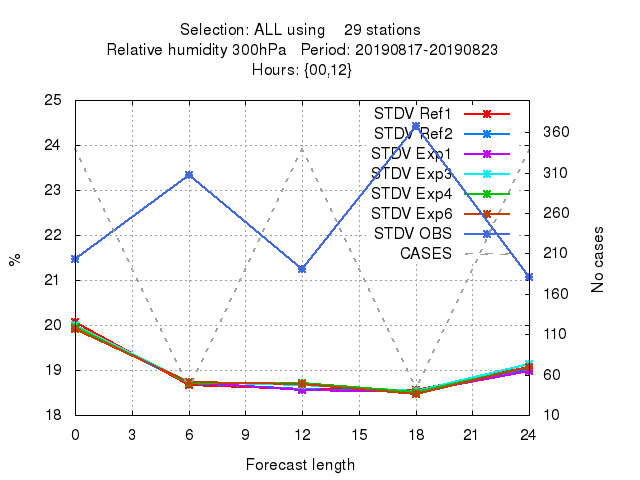 Selection: ALL using 29 stations
Relative humidity 300hPa Period: 20190817-20190823
Hours: {00,12}
25
24
23
22
21
20
19
18
%
STDV Ref1
STDV Ref2
STDV Exp1
STDV Exp3
STDV Exp4
STDV Exp6
STDV OBS
CASES
360
310
260
210
160
110
60
10
No cases
0 3 6 9 12 15 18 21 24
Forecast length